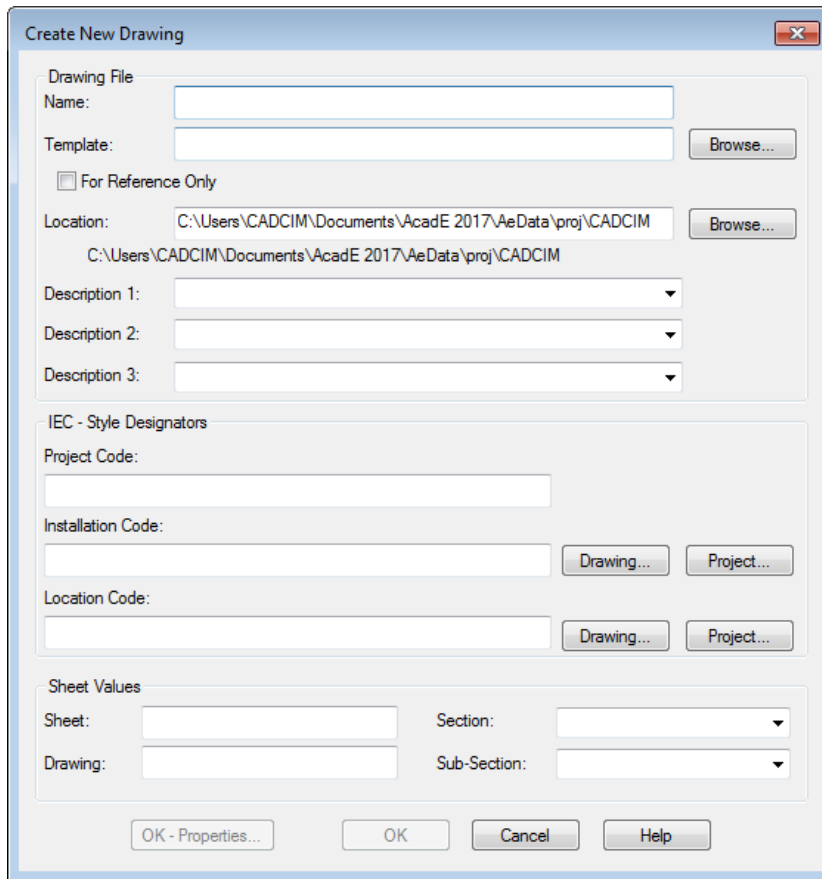 Create New Drawing
Drawing File
Name:
Template:
Browse...
For Reference Only
Location:
C:\Users\CADCIM\Documents\AcadE 2017\AeData\proj\CADCIM
Browse...
C:\Users\CADCIM\Documents\AcadE 2017\AeData\proj\CADCIM
Description 1:
Description 2:
Description 3:
IEC - Style Designators
Project Code:
Installation Code:
Drawing... Project...
Location Code:
Drawing... Project...
Sheet Values
Sheet: Section:
Drawing: Sub-Section:
OK - Properties... OK Cancel Help